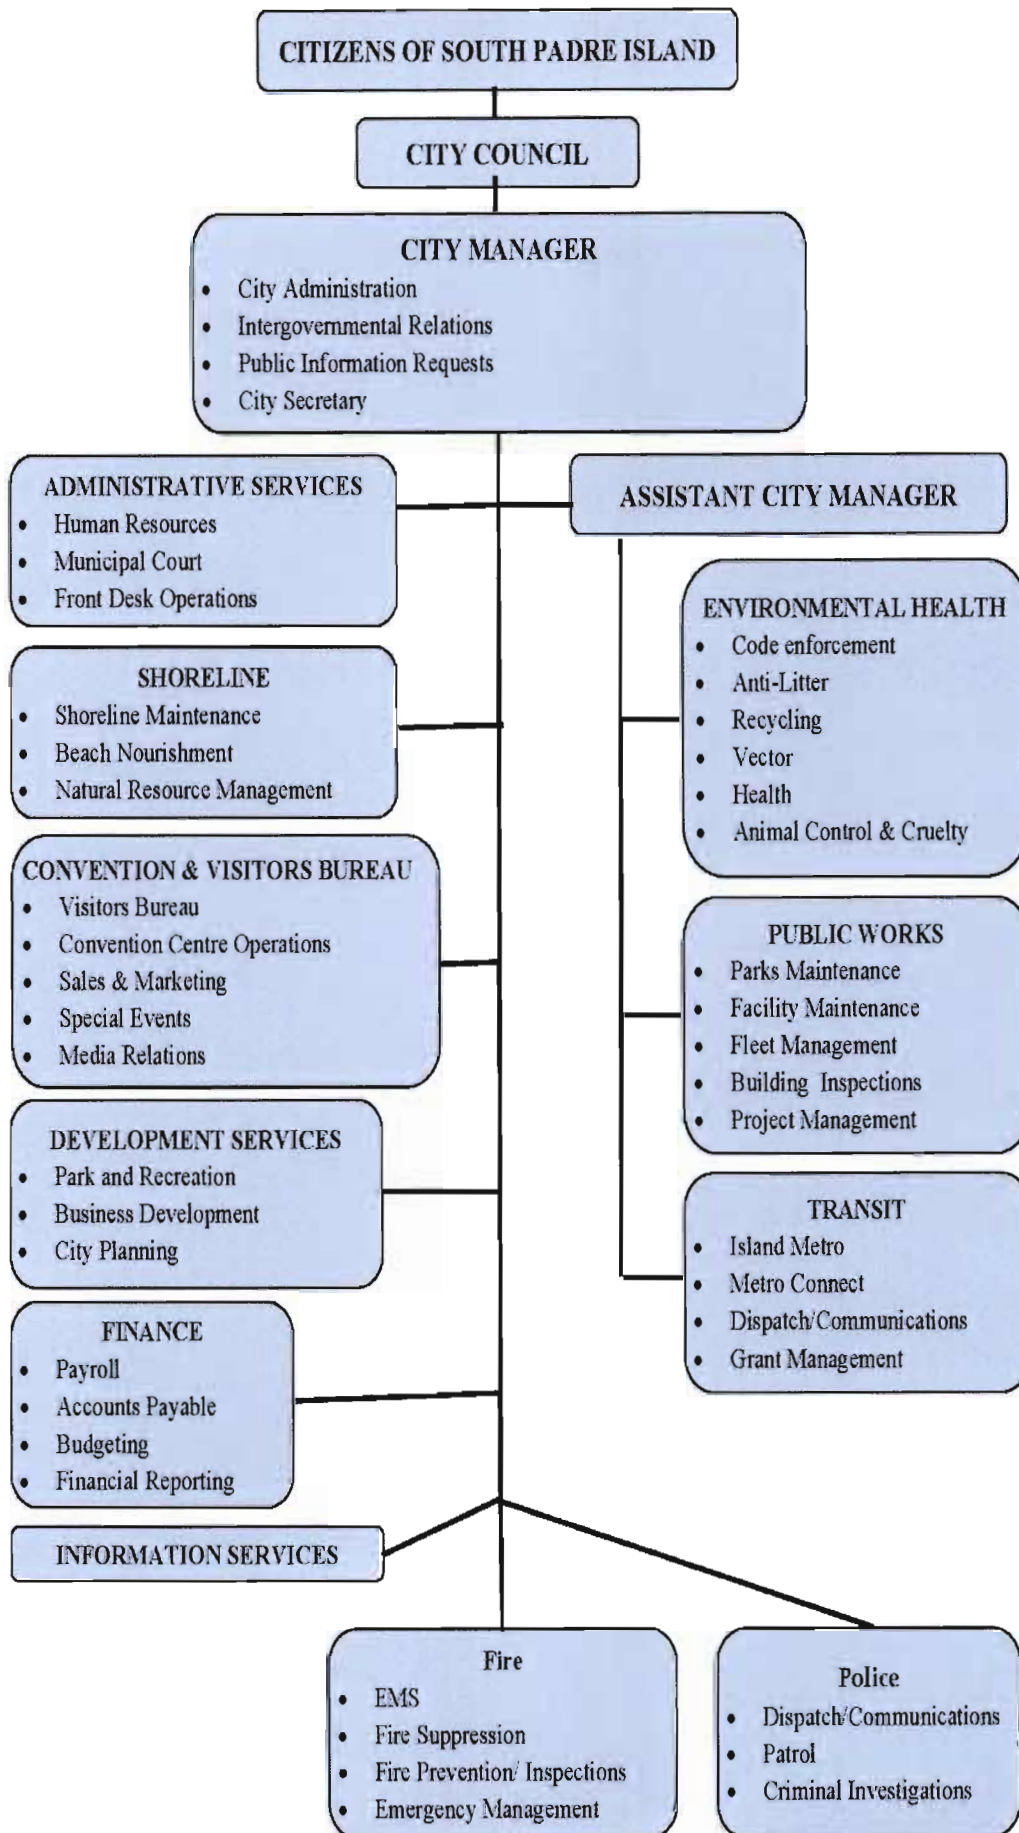 CITIZENS OF SOUTH PADRE ISLAND
CITY COUNCIL
CITY MANAGER
• City Administration
• Intergovernmental Relations
• Public Information Requests
• City Secretary
ADMINISTRATIVE SERVICES
• Human Resources
• Municipal Court
• Front Desk Operations
ASSISTANT CITY MANAGER
SHORELINE
• Shoreline Maintenance
• Beach Nourishment
• Natural Resource Management
CONVENTION & VISITORS BUREAU
• Visitors Bureau
• Convention Centre Operations
• Sales & Marketing
• Special Events
• Media Relations
DEVELOPMENT SERVICES
• Park and Recreation
• Business Development
• City Planning
FINANCE
• Payroll
• Accounts Payable
• Budgeting
• Financial Reporting
INFORMATION SERVICES
ENVIRONMENTAL HEALTH
• Code enforcement
• Anti-Litter
• Recycling
• Vector
• Health
• Animal Control & Cruelty
PUBLIC WORKS
• Parks Maintenance
• Facility Maintenance
• Fleet Management
• Building Inspections
• Project Management
TRANSIT
• Island Metro
• Metro Connect
• Dispatch/Communications
• Grant Management
Fire
• EMS
• Fire Suppression
• Fire Prevention/ Inspections
• Emergency Management
Police
• Dispatch/Communications
• Patrol
• Criminal Investigations